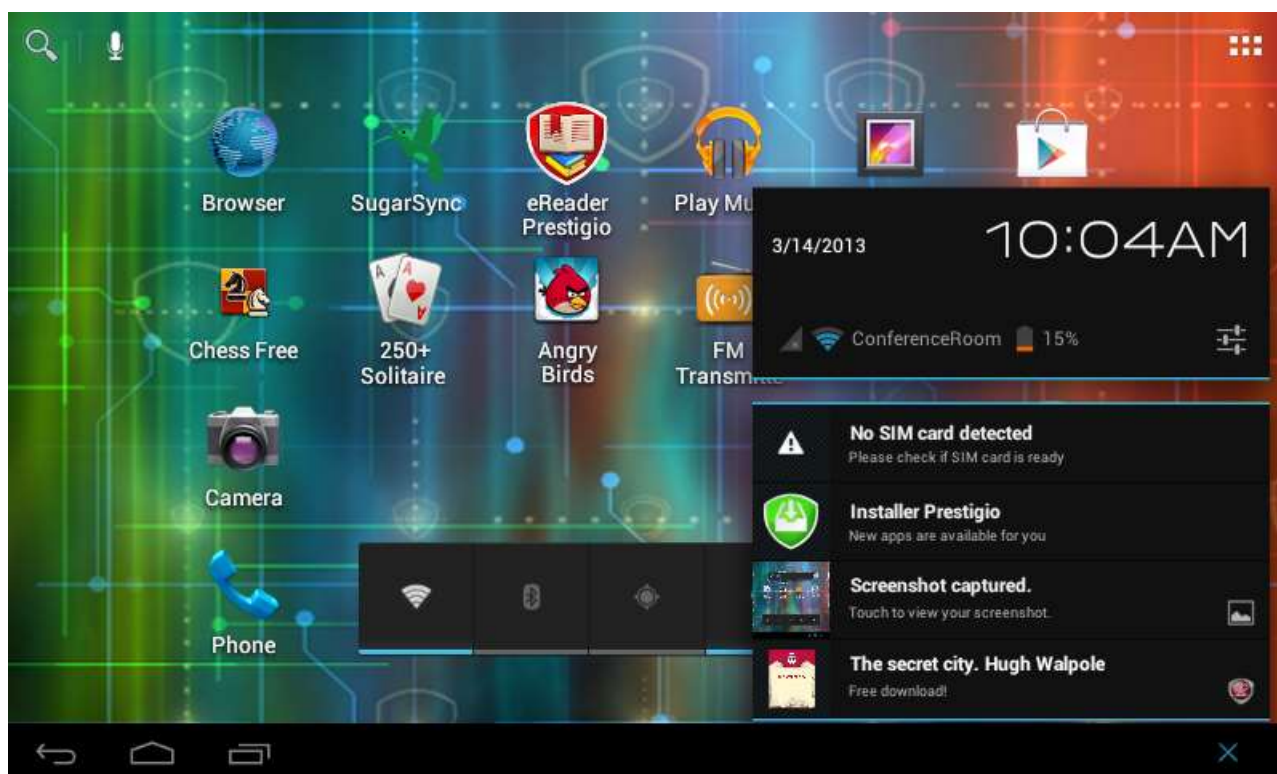 Browser
SugarSync
eReader
Prestigio
Play Mu
3/14/2013
10:04AM
Chess Free
250+
Solitaire
Angry
Birds
FM
Transmitte
ConferenceRoom
15%
No SIM card detected
Please check if SIM card is ready
Camera
Installer Prestigio
New apps are available for you
Screenshot captured.
Touch to view your screenshot.
Phone
The secret city. Hugh Walpole
Free download!